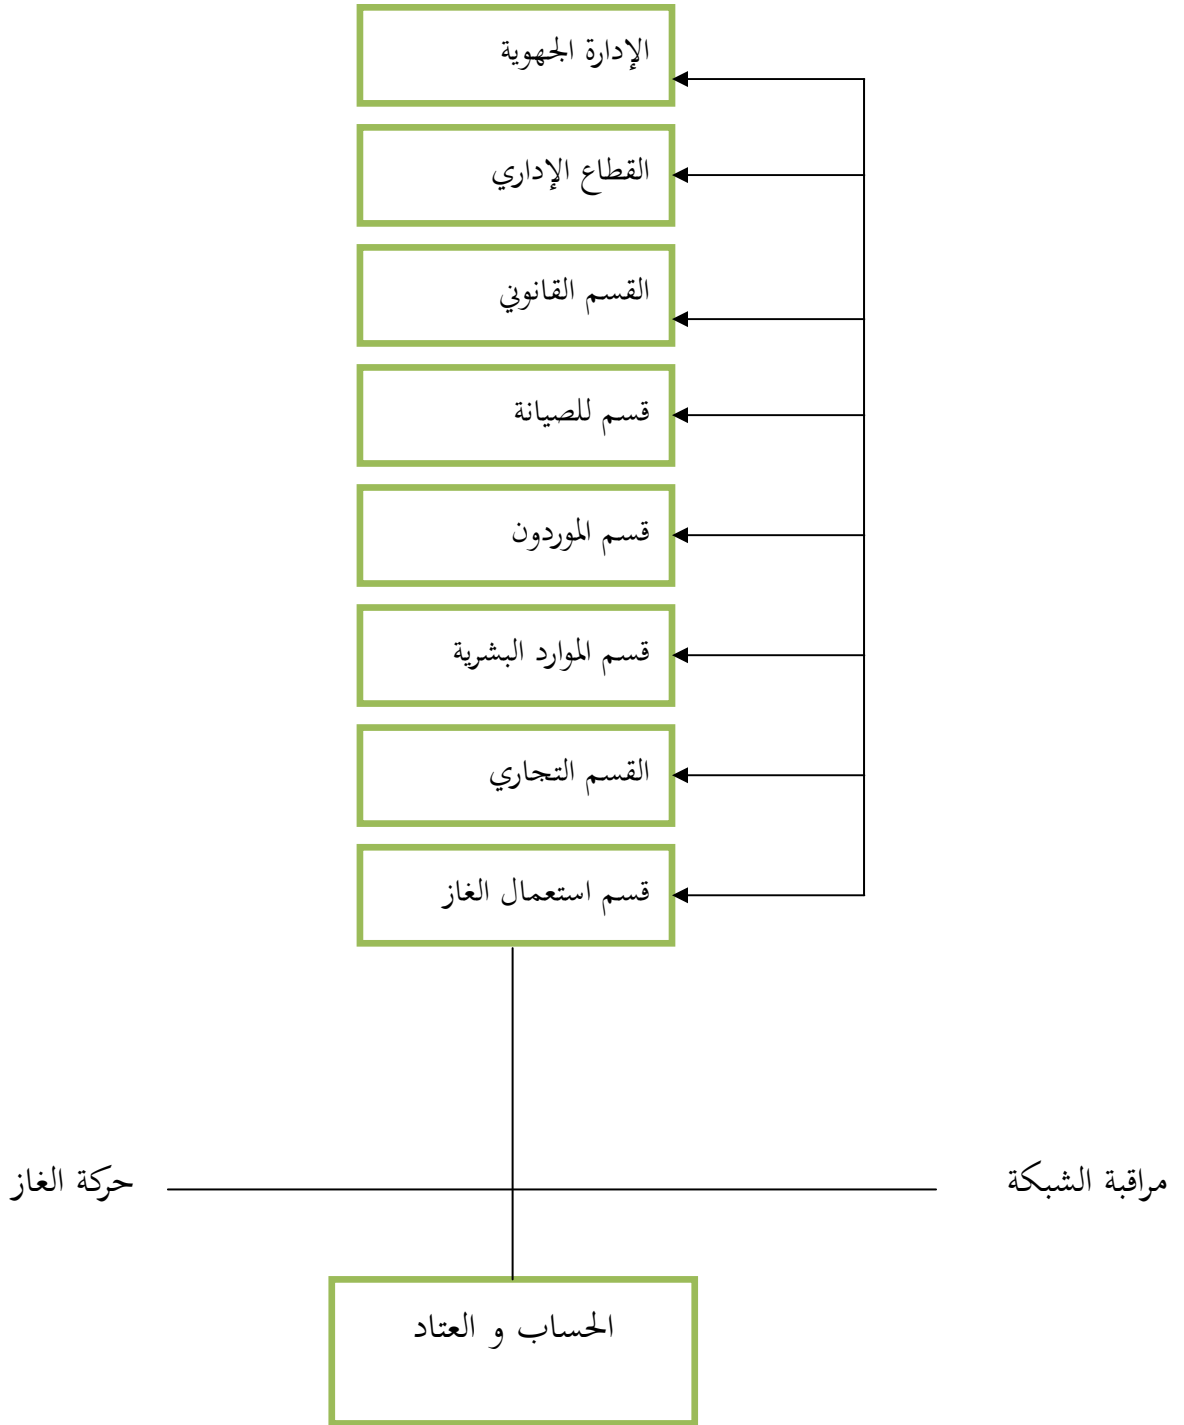 الإدارة الجهوية
القطاع الإداري
القسم القانوني
قسم للصيانة
قسم الموردون
قسم الموارد البشرية
القسم التجاري
قسم استعمال الغاز
مراقبة الشبكة
حركة الغاز
الحساب و العتاد